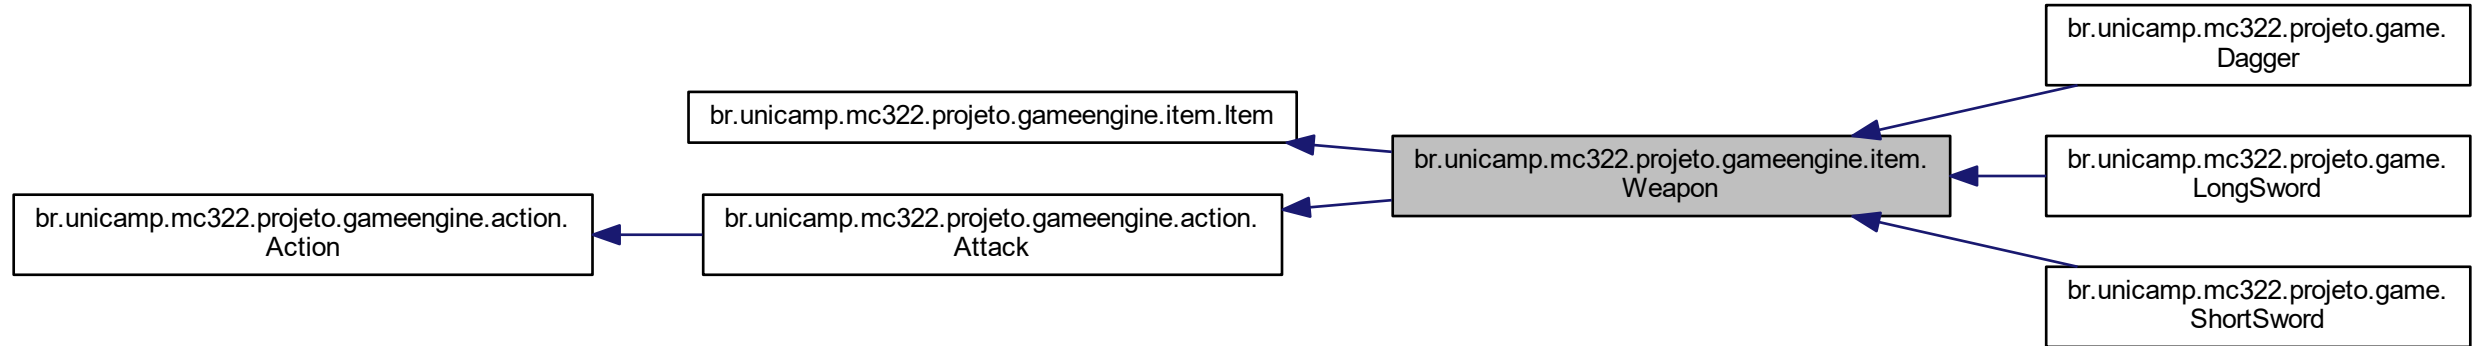 br.unicamp.mc322.projeto.gameengine.action.
Action
br.unicamp.mc322.projeto.gameengine.item.Item
br.unicamp.mc322.projeto.gameengine.action.
Attack
br.unicamp.mc322.projeto.gameengine.item.
Weapon
br.unicamp.mc322.projeto.game.
Dagger
br.unicamp.mc322.projeto.game.
LongSword
br.unicamp.mc322.projeto.game.
ShortSword